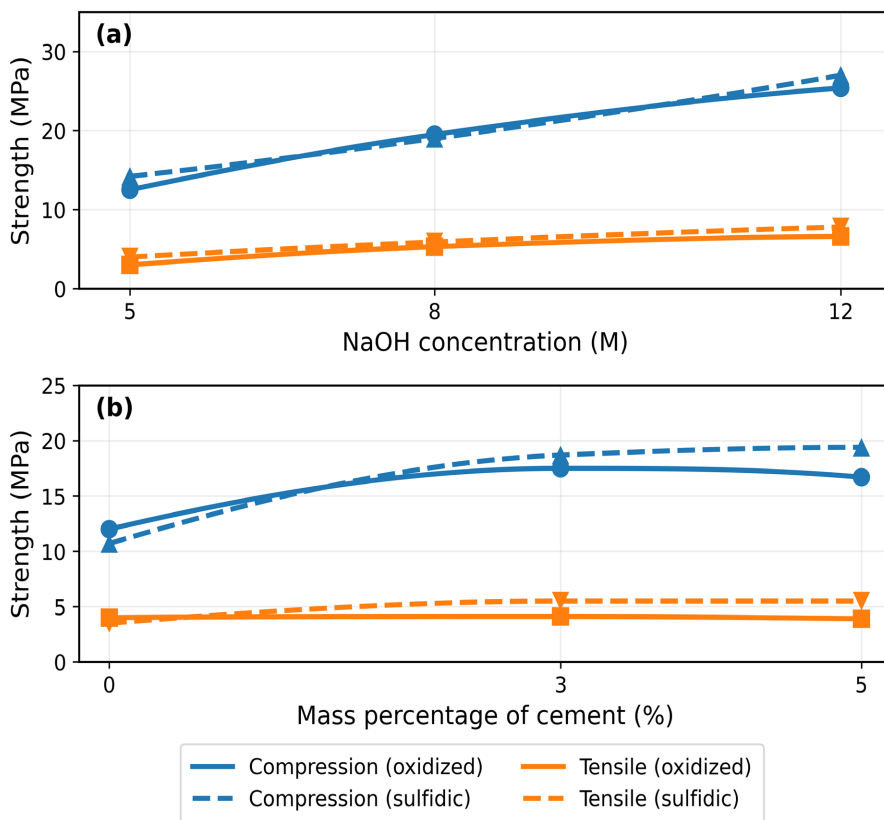 (a)
30
20
10
0
Strength (MPa)
5 8 12
NaOH concentration (M)
(b)
25
20
15
10
5
0
Strength (MPa)
0 3 5
Mass percentage of cement (%)
Compression (oxidized) Tensile (oxidized)
Compression (sulfidic) Tensile (sulfidic)